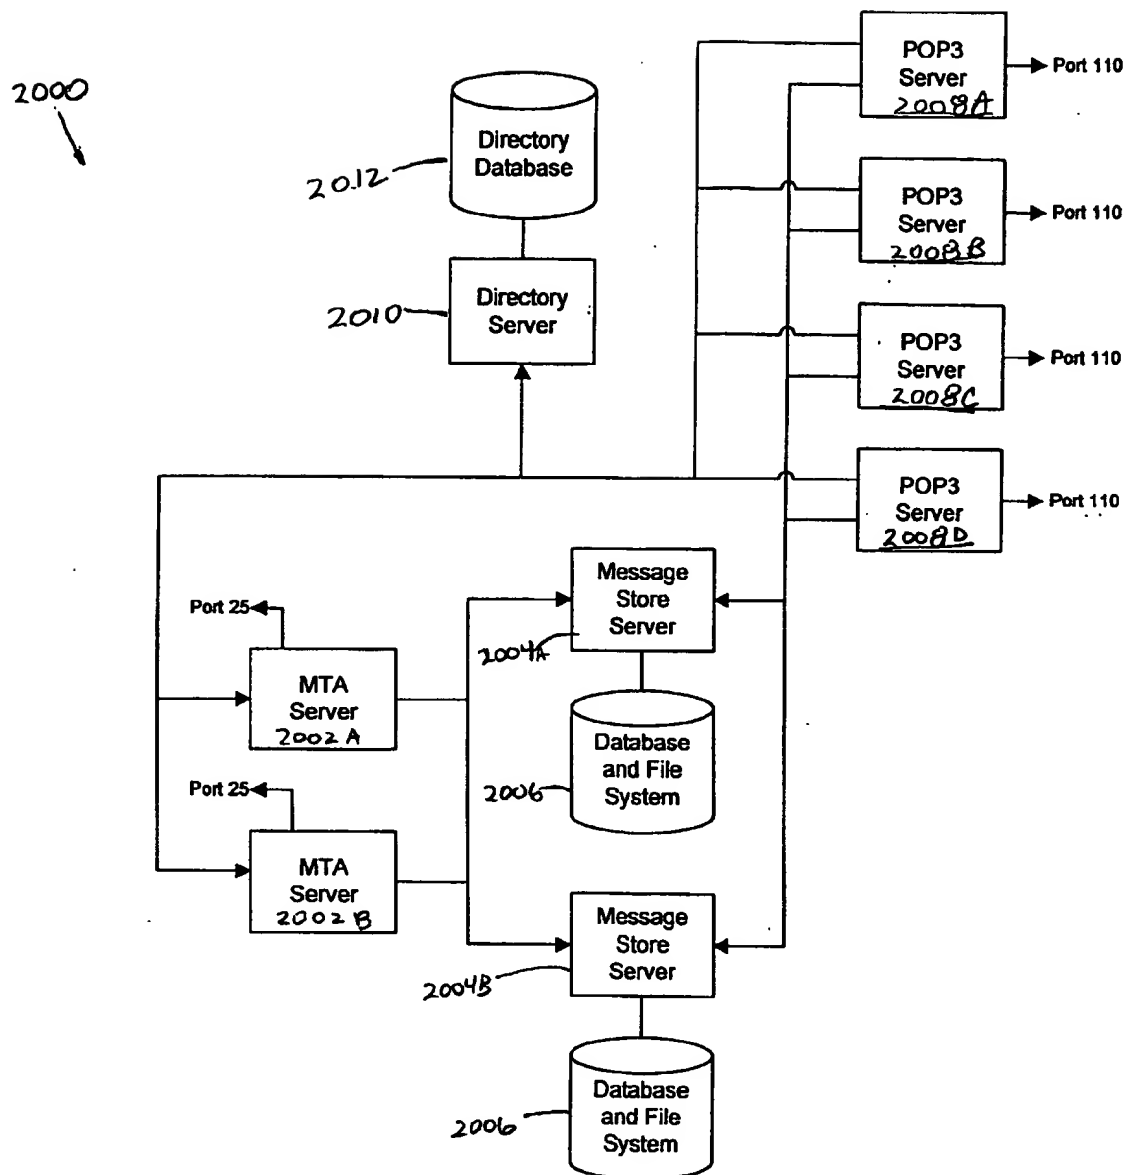 2000
POP3
Server
2008A
Port 110
Directory
Database
2012
POP3
Server
2008B
Port 110
Directory
Server
2010
POP3
Server
2008C
Port 110
POP3
Server
2008D
Port 110
Message
Store
Server
2004A
Port 25
MTA
Server
2002A
Database
and File
System
2006
Port 25
MTA
Server
2002B
Message
Store
Server
2004B
Database
and File
System
2006